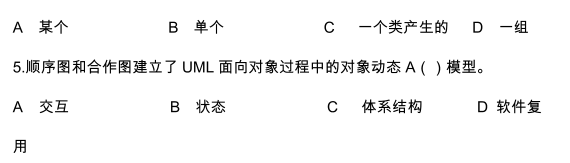 A 某个 B 单个 C 一个类产生的 D 一组
5.顺序图和合作图建立了 UML 面向对象过程中的对象动态 A（ ）模型。
A 交互 B 状态 C 体系结构 D 软件复
用